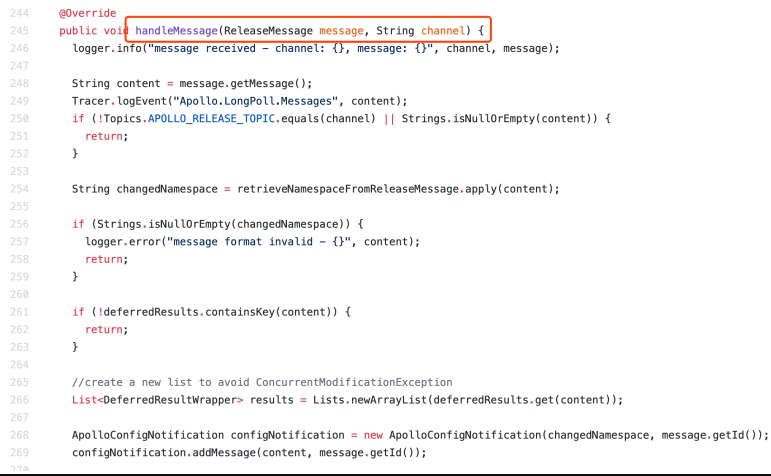 244 @Override
245 public void handleMessage(ReleaseMessage message, String channel) {
246 logger.info("message received - channel: {}, message: {}", channel, message);
247
248 String content = message.getMessage();
249 Tracer.logEvent("Apollo.LongPoll.Messages", content);
250 if (!Topics.APOLLO_RELEASE_TOPIC.equals(channel) || Strings.isNullOrEmpty(content)) {
251 return;
252 }
253
254 String changedNamespace = retrieveNamespaceFromReleaseMessage.apply(content);
255
256 if (Strings.isNullOrEmpty(changedNamespace)) {
257 logger.error("message format invalid - {}", content);
258 return;
259 }
260
261 if (!deferredResults.containsKey(content)) {
262 return;
263 }
264
265 //create a new list to avoid ConcurrentModificationException
266 List<DeferredResultWrapper> results = Lists.newArrayList(deferredResults.get(content));
267
268 ApolloConfigNotification configNotification = new ApolloConfigNotification(changedNamespace, message.getId());
269 configNotification.addMessage(content, message.getId());
270